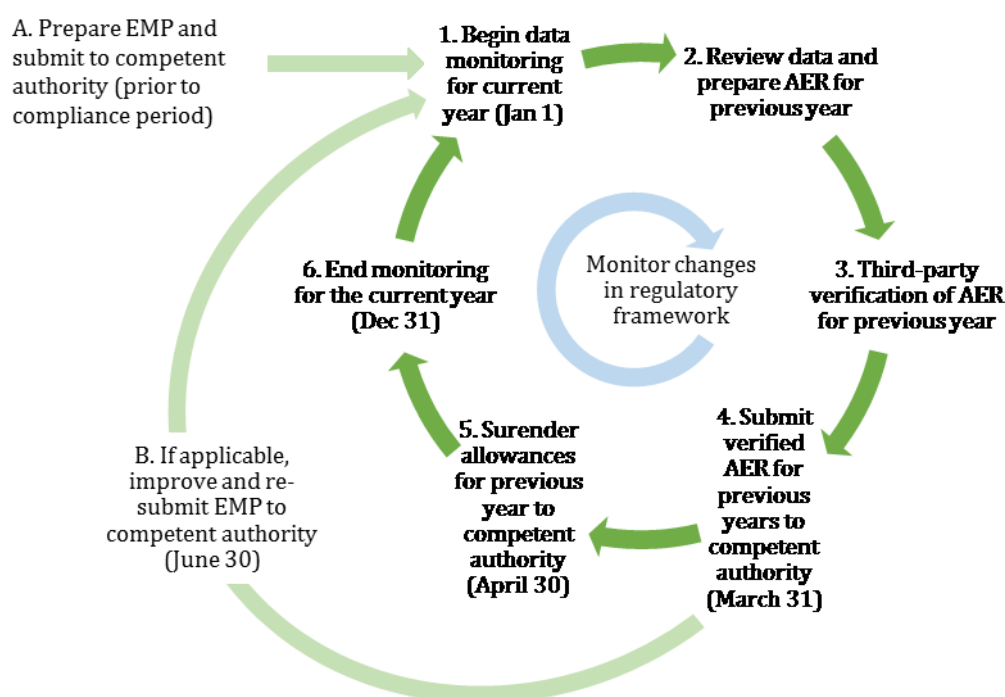 A. Prepare EMP and
submit to competent
authority (prior to
compliance period)
1. Begin data
monitoring
for current
year (Jan 1)
2. Review data and
prepare AER for
previous year
3. Third-party
verification of AER
for previous year
4. Submit
verified
AER for
previous
years to
competent
authority
(March 31)
5. Surender
allowances
for previous
year to
competent
authority
(April 30)
6. End monitoring
for the current year
(Dec 31)
Monitor changes
in regulatory
framework
B. If applicable,
improve and re-
submit EMP to
competent authority
(June 30)